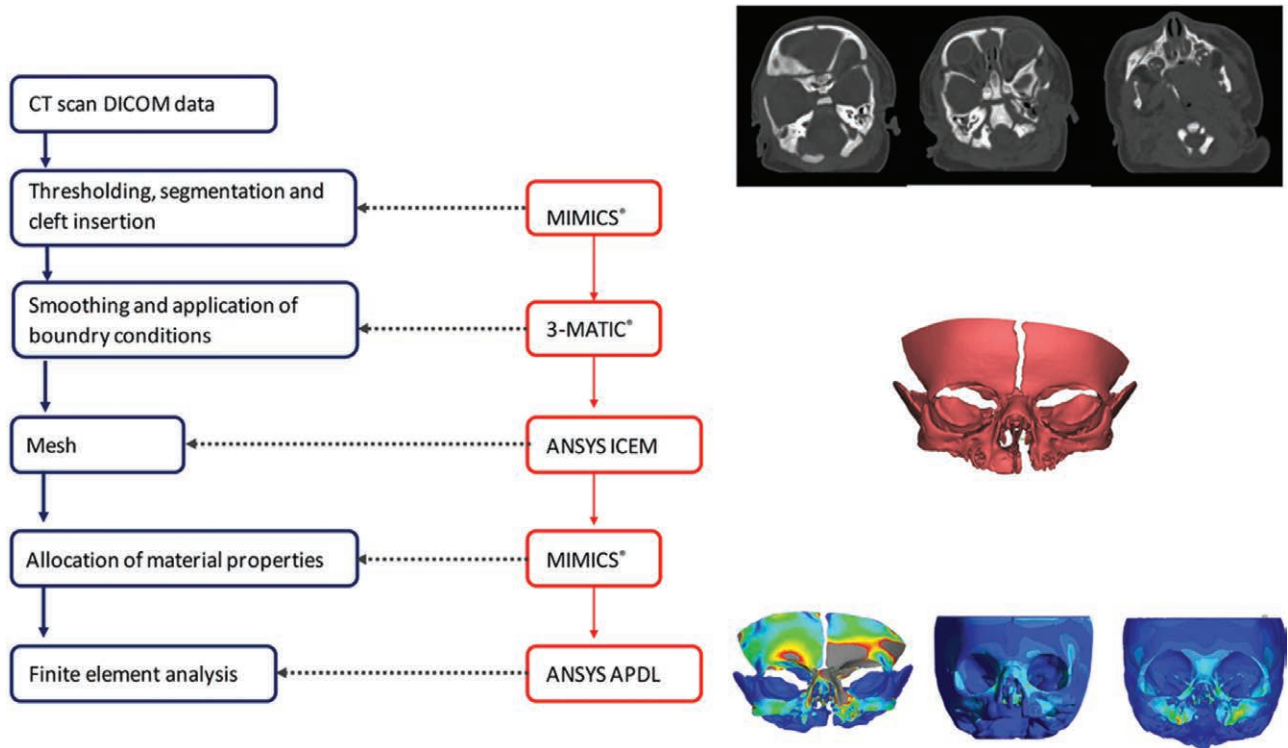 CT scan DICOM data
Thresholding, segmentation and
cleft insertion
MIMICS®
Smoothing and application of
boundry conditions
3-MATIC®
Mesh
ANSYS ICEM
Allocation of material properties
MIMICS®
Finite element analysis
ANSYS APDL